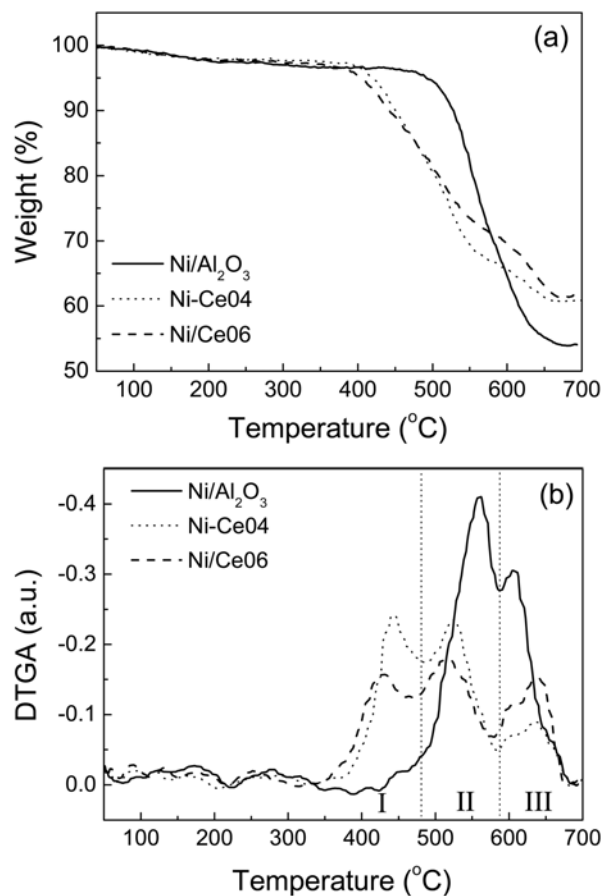 (a)
100
90
80
70
60
50
Weight (%)
Ni/Al₂O₃
Ni-Ce04
Ni/Ce06
100 200 300 400 500 600 700
Temperature (°C)
(b)
-0.4
-0.3
-0.2
-0.1
0.0
DTGA (a.u.)
Ni/Al₂O₃
Ni-Ce04
Ni/Ce06
I II III
100 200 300 400 500 600 700
Temperature (°C)